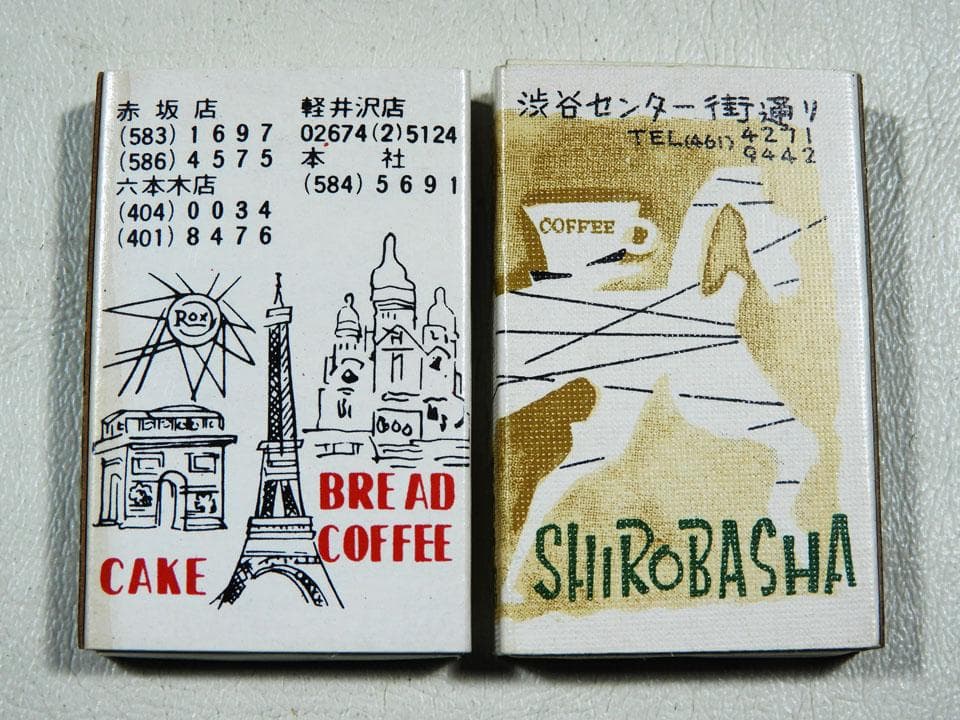 赤坂店
(583) 1697
(586) 4575
六本木店
(404) 0034
(401) 8476
軽井沢店
02674(2)5124
本社
(584) 5691
Roxy
BREAD
COFFEE
CAKE
渋谷センター街通り
TEL(461) 4271
9442
COFFEE
SHIROBASHA